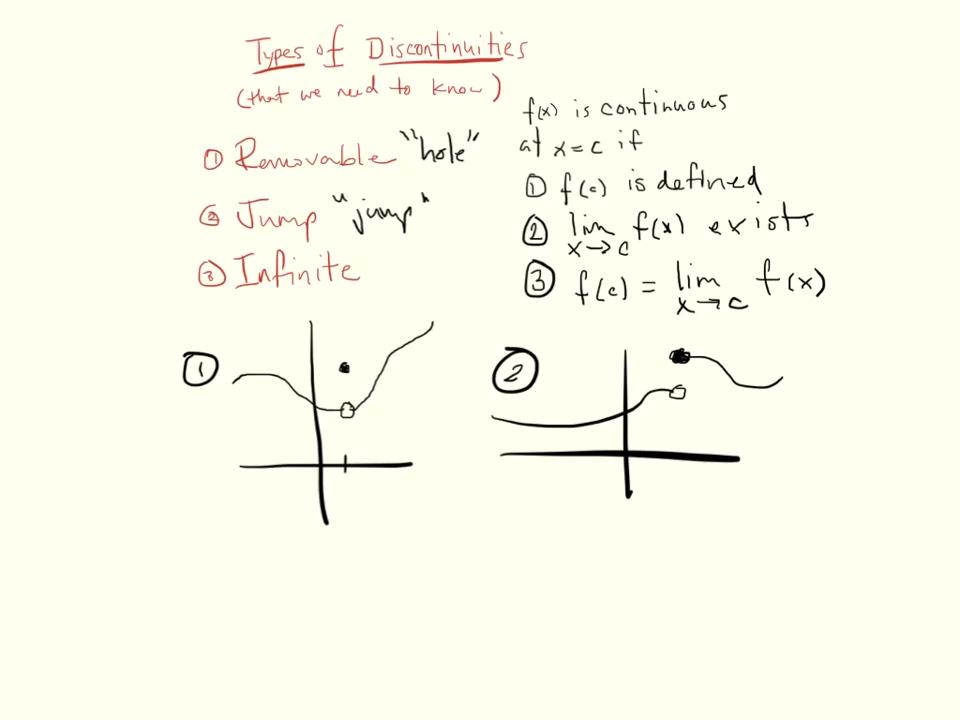 Types of Discontinuities
(that we need to know)
① Removable "hole"
② Jump "jump"
③ Infinite
f(x) is continuous
at x=c if
① f(c) is defined
② lim f(x) exists
x→c
③ f(c) = lim f(x)
x→c
①
②